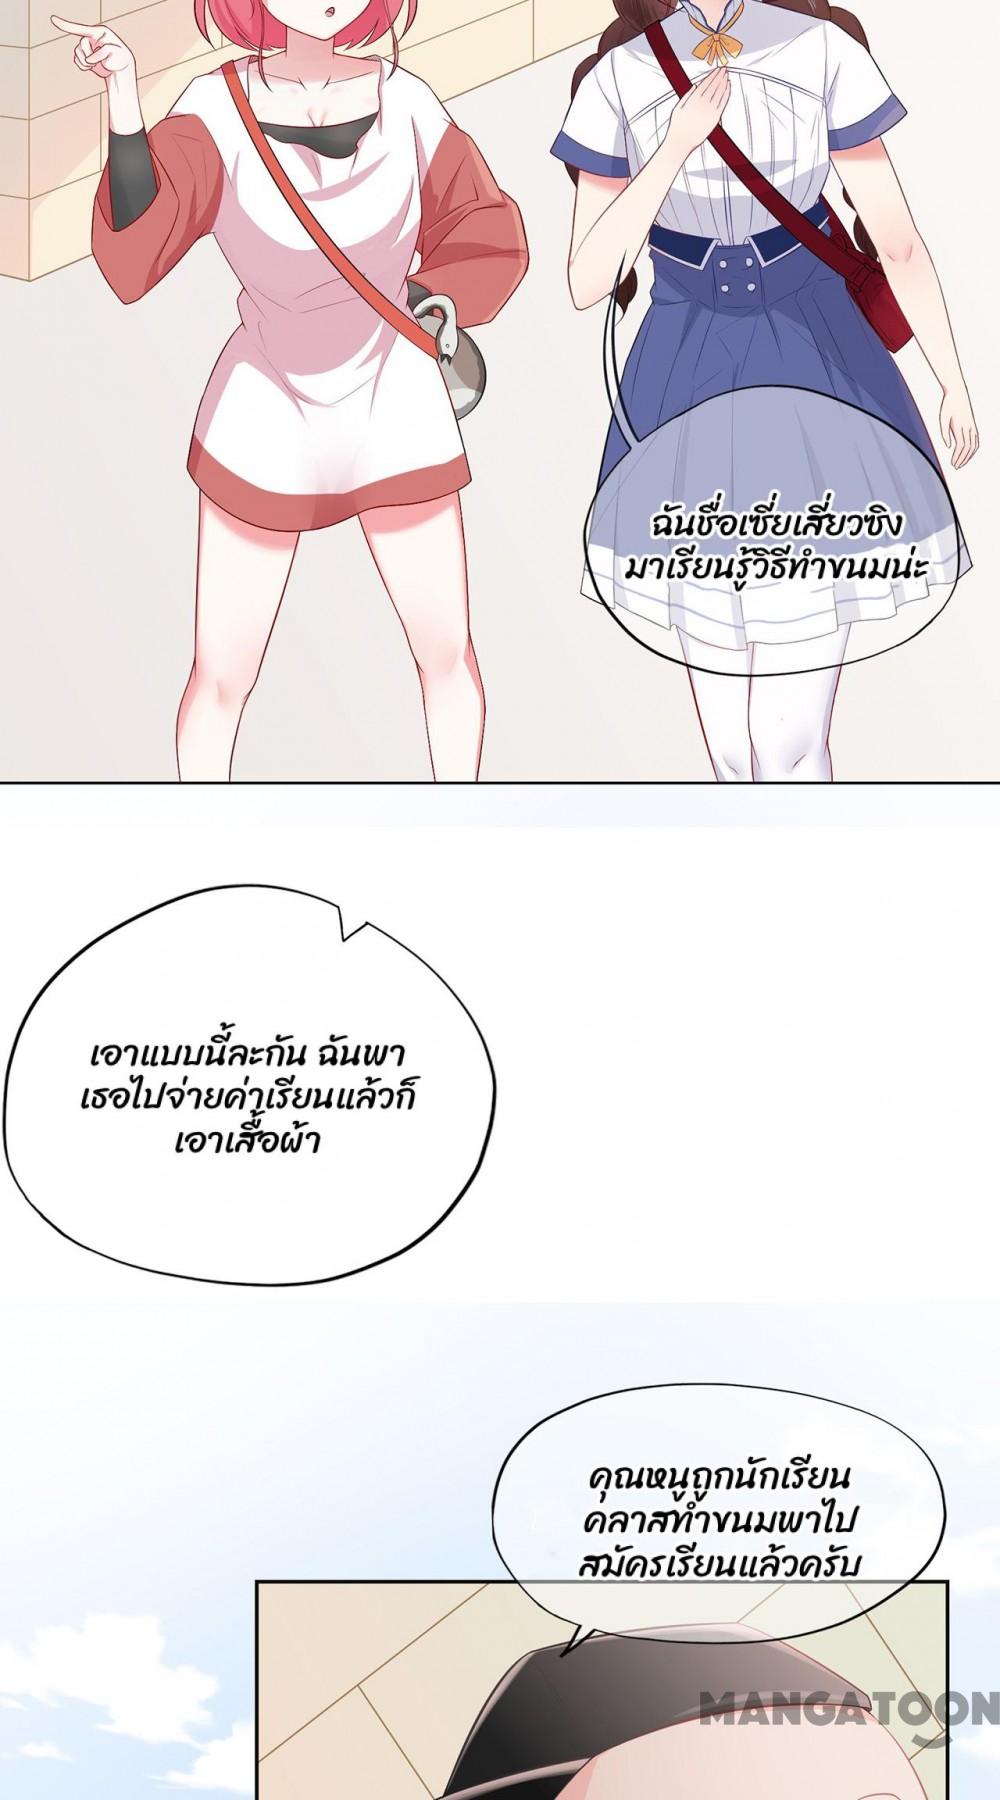 ฉันชื่อเซี่ยเสี่ยวซิง
มาเรียนรู้วิธีทำขนมน่ะ
เอาแบบนี้ละกัน ฉันพา
เธอไปจ่ายค่าเรียนแล้วก็
เอาเสื้อผ้า
คุณหนูถูกนักเรียน
คลาสทำขนมพาไป
สมัครเรียนแล้วครับ
MANGATOON